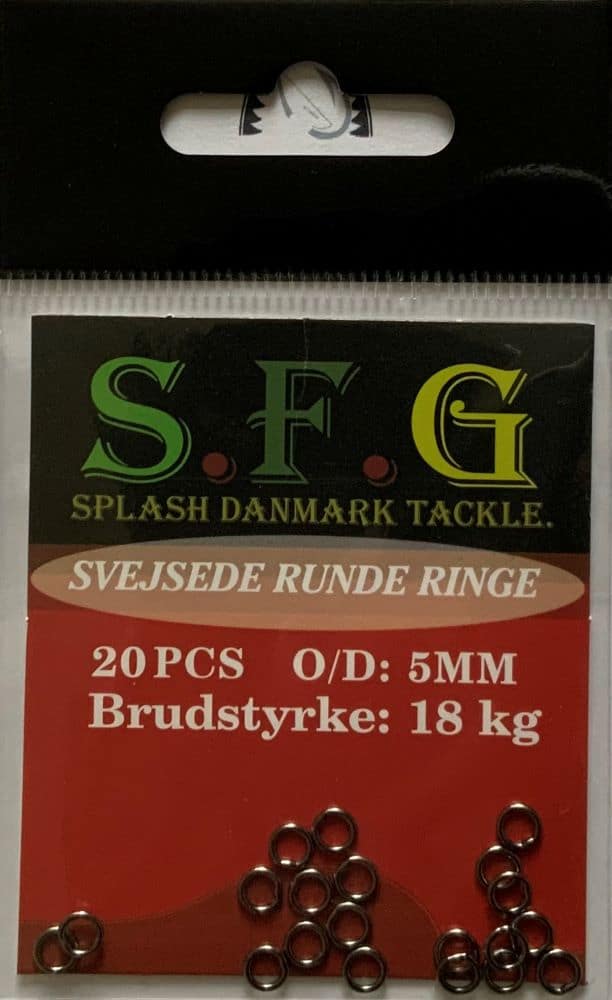 S.F.G
SPLASH DANMARK TACKLE.
SVEJSEDE RUNDE RINGE
20PCS O/D: 5MM
Brudstyrke: 18 kg